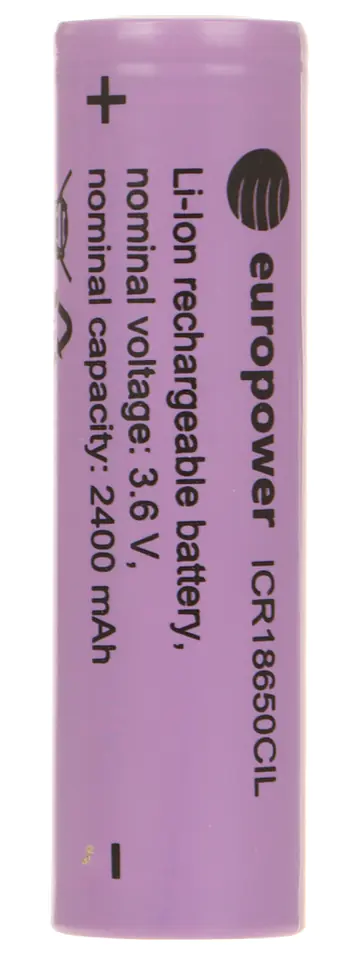 europower ICR18650CIL
Li-Ion rechargeable battery,
nominal voltage: 3.6 V,
nominal capacity: 2400 mAh
+
-